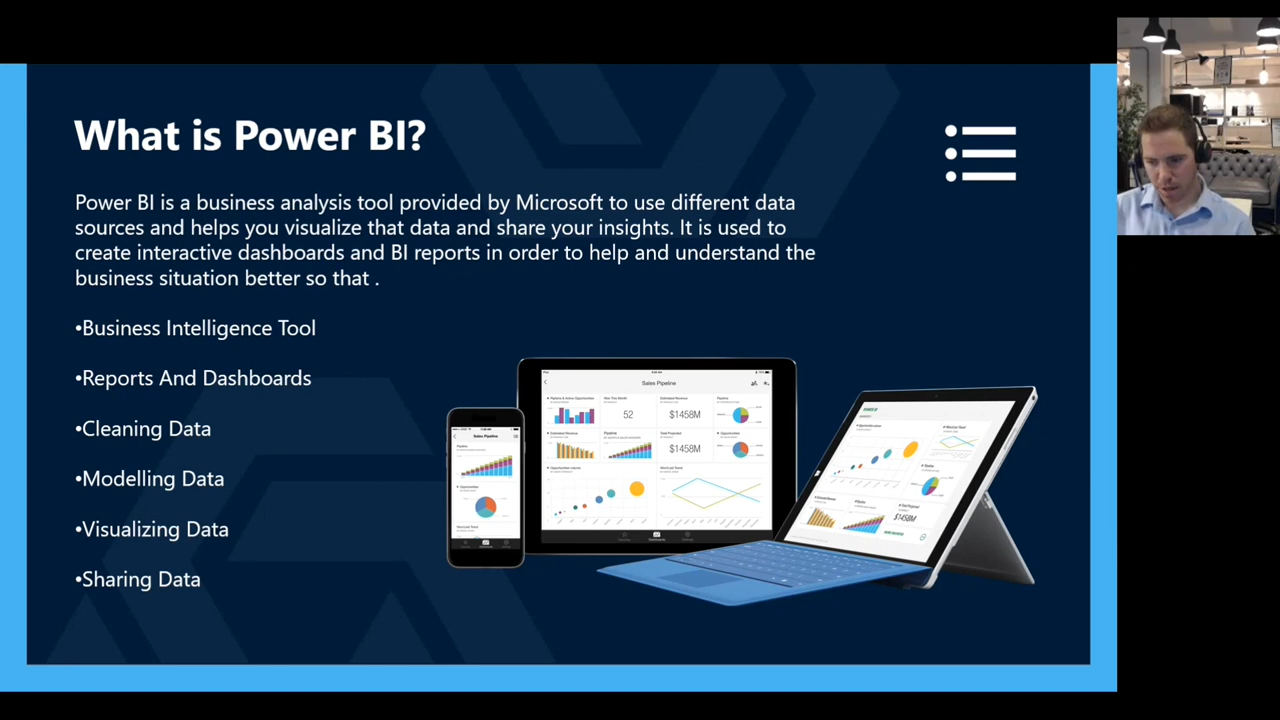 What is Power BI?
Power BI is a business analysis tool provided by Microsoft to use different data
sources and helps you visualize that data and share your insights. It is used to
create interactive dashboards and BI reports in order to help and understand the
business situation better so that .
•Business Intelligence Tool
•Reports And Dashboards
•Cleaning Data
•Modelling Data
•Visualizing Data
•Sharing Data
Sales Pipeline
Sales Pipeline
52
$1458M
$1458M
$1458M